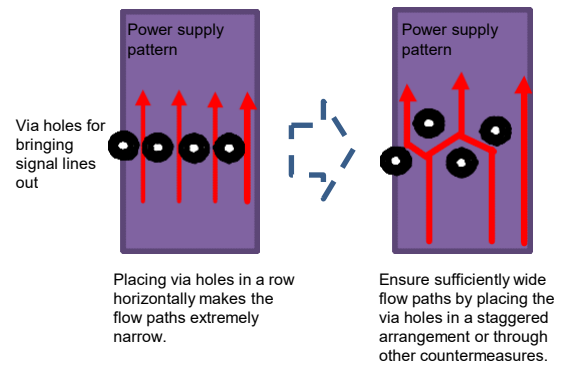 Power supply
pattern
Power supply
pattern
Via holes for
bringing
signal lines
out
Placing via holes in a row
horizontally makes the
flow paths extremely
narrow.
Ensure sufficiently wide
flow paths by placing the
via holes in a staggered
arrangement or through
other countermeasures.